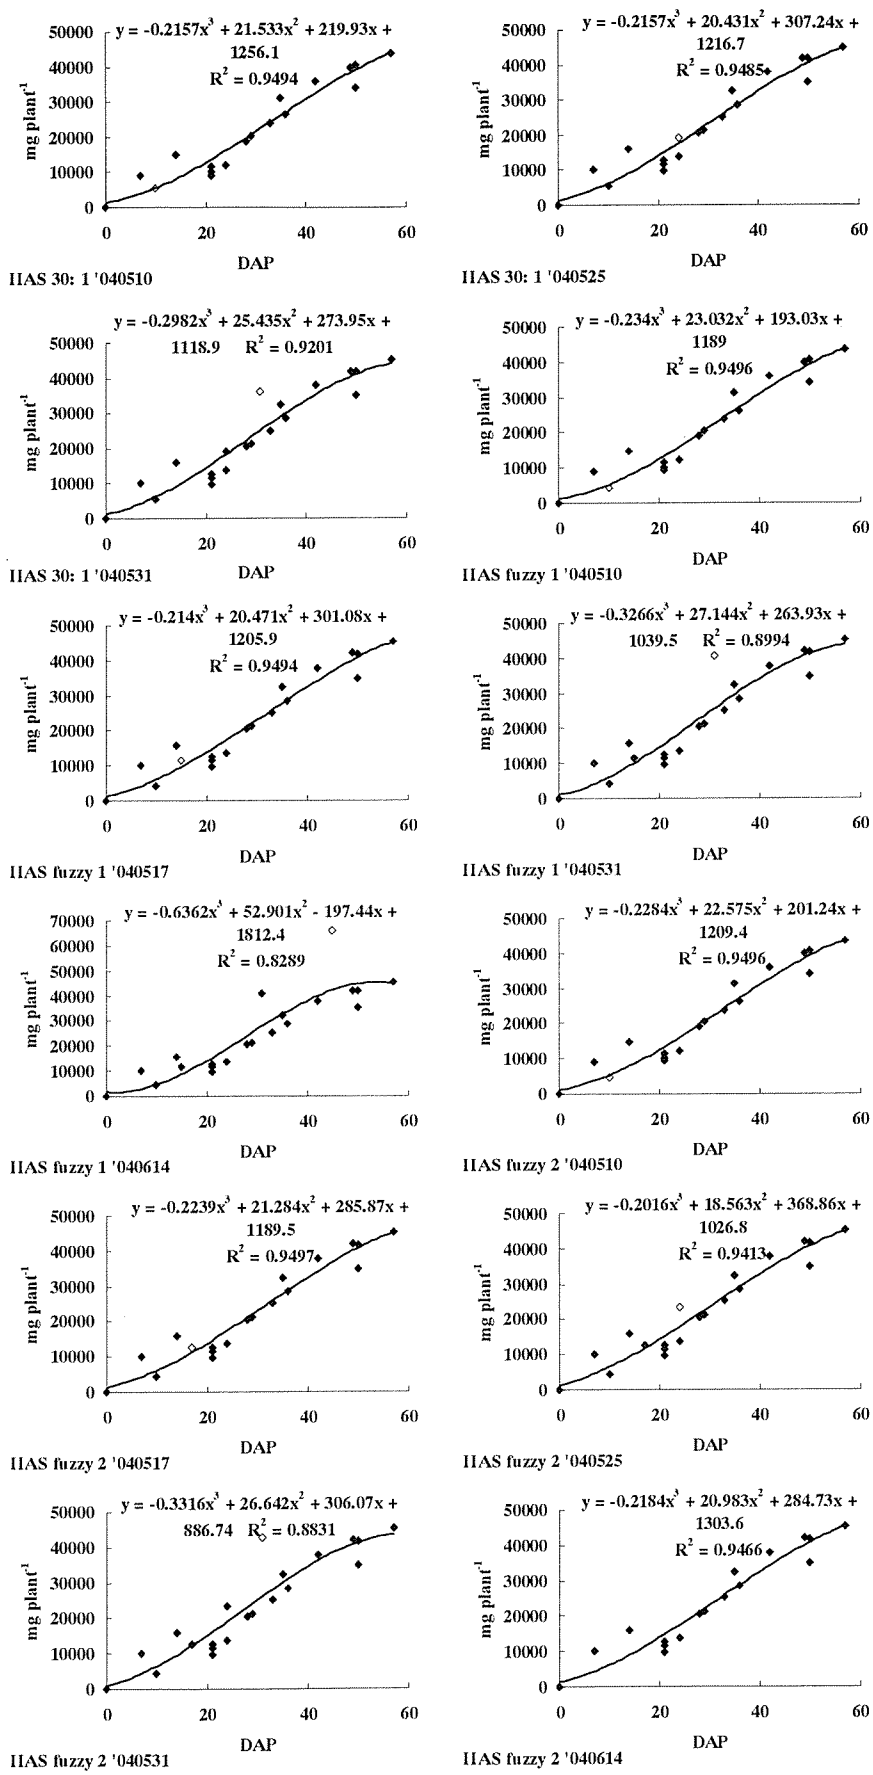 y = -0.2157x³ + 21.533x² + 219.93x +
1256.1
R² = 0.9494
50000
40000
30000
20000
10000
0
mg plant⁻¹
0 20 40 60
DAP
IIAS 30: 1 '040510
y = -0.2157x³ + 20.431x² + 307.24x +
1216.7
R² = 0.9485
50000
40000
30000
20000
10000
0
mg plant⁻¹
0 20 40 60
DAP
IIAS 30: 1 '040525
y = -0.2982x³ + 25.435x² + 273.95x +
1118.9 R² = 0.9201
50000
40000
30000
20000
10000
0
mg plant⁻¹
0 20 40 60
DAP
IIAS 30: 1 '040531
y = -0.234x³ + 23.032x² + 193.03x +
1189
R² = 0.9496
50000
40000
30000
20000
10000
0
mg plant⁻¹
0 20 40 60
DAP
IIAS fuzzy 1 '040510
y = -0.214x³ + 20.471x² + 301.08x +
1205.9
R² = 0.9494
50000
40000
30000
20000
10000
0
mg plant⁻¹
0 20 40 60
DAP
IIAS fuzzy 1 '040517
y = -0.3266x³ + 27.144x² + 263.93x +
1039.5 R² = 0.8994
50000
40000
30000
20000
10000
0
mg plant⁻¹
0 20 40 60
DAP
IIAS fuzzy 1 '040531
y = -0.6362x³ + 52.901x² - 197.44x +
1812.4
R² = 0.8289
70000
60000
50000
40000
30000
20000
10000
0
mg plant⁻¹
0 20 40 60
DAP
IIAS fuzzy 1 '040614
y = -0.2284x³ + 22.575x² + 201.24x +
1209.4
R² = 0.9496
50000
40000
30000
20000
10000
0
mg plant⁻¹
0 20 40 60
DAP
IIAS fuzzy 2 '040510
y = -0.2239x³ + 21.284x² + 285.87x +
1189.5
R² = 0.9497
50000
40000
30000
20000
10000
0
mg plant⁻¹
0 20 40 60
DAP
IIAS fuzzy 2 '040517
y = -0.2016x³ + 18.563x² + 368.86x +
1026.8
R² = 0.9413
50000
40000
30000
20000
10000
0
mg plant⁻¹
0 20 40 60
DAP
IIAS fuzzy 2 '040525
y = -0.3316x³ + 26.642x² + 306.07x +
886.74 R² = 0.8831
50000
40000
30000
20000
10000
0
mg plant⁻¹
0 20 40 60
DAP
IIAS fuzzy 2 '040531
y = -0.2184x³ + 20.983x² + 284.73x +
1303.6
R² = 0.9466
50000
40000
30000
20000
10000
0
mg plant⁻¹
0 20 40 60
DAP
IIAS fuzzy 2 '040614